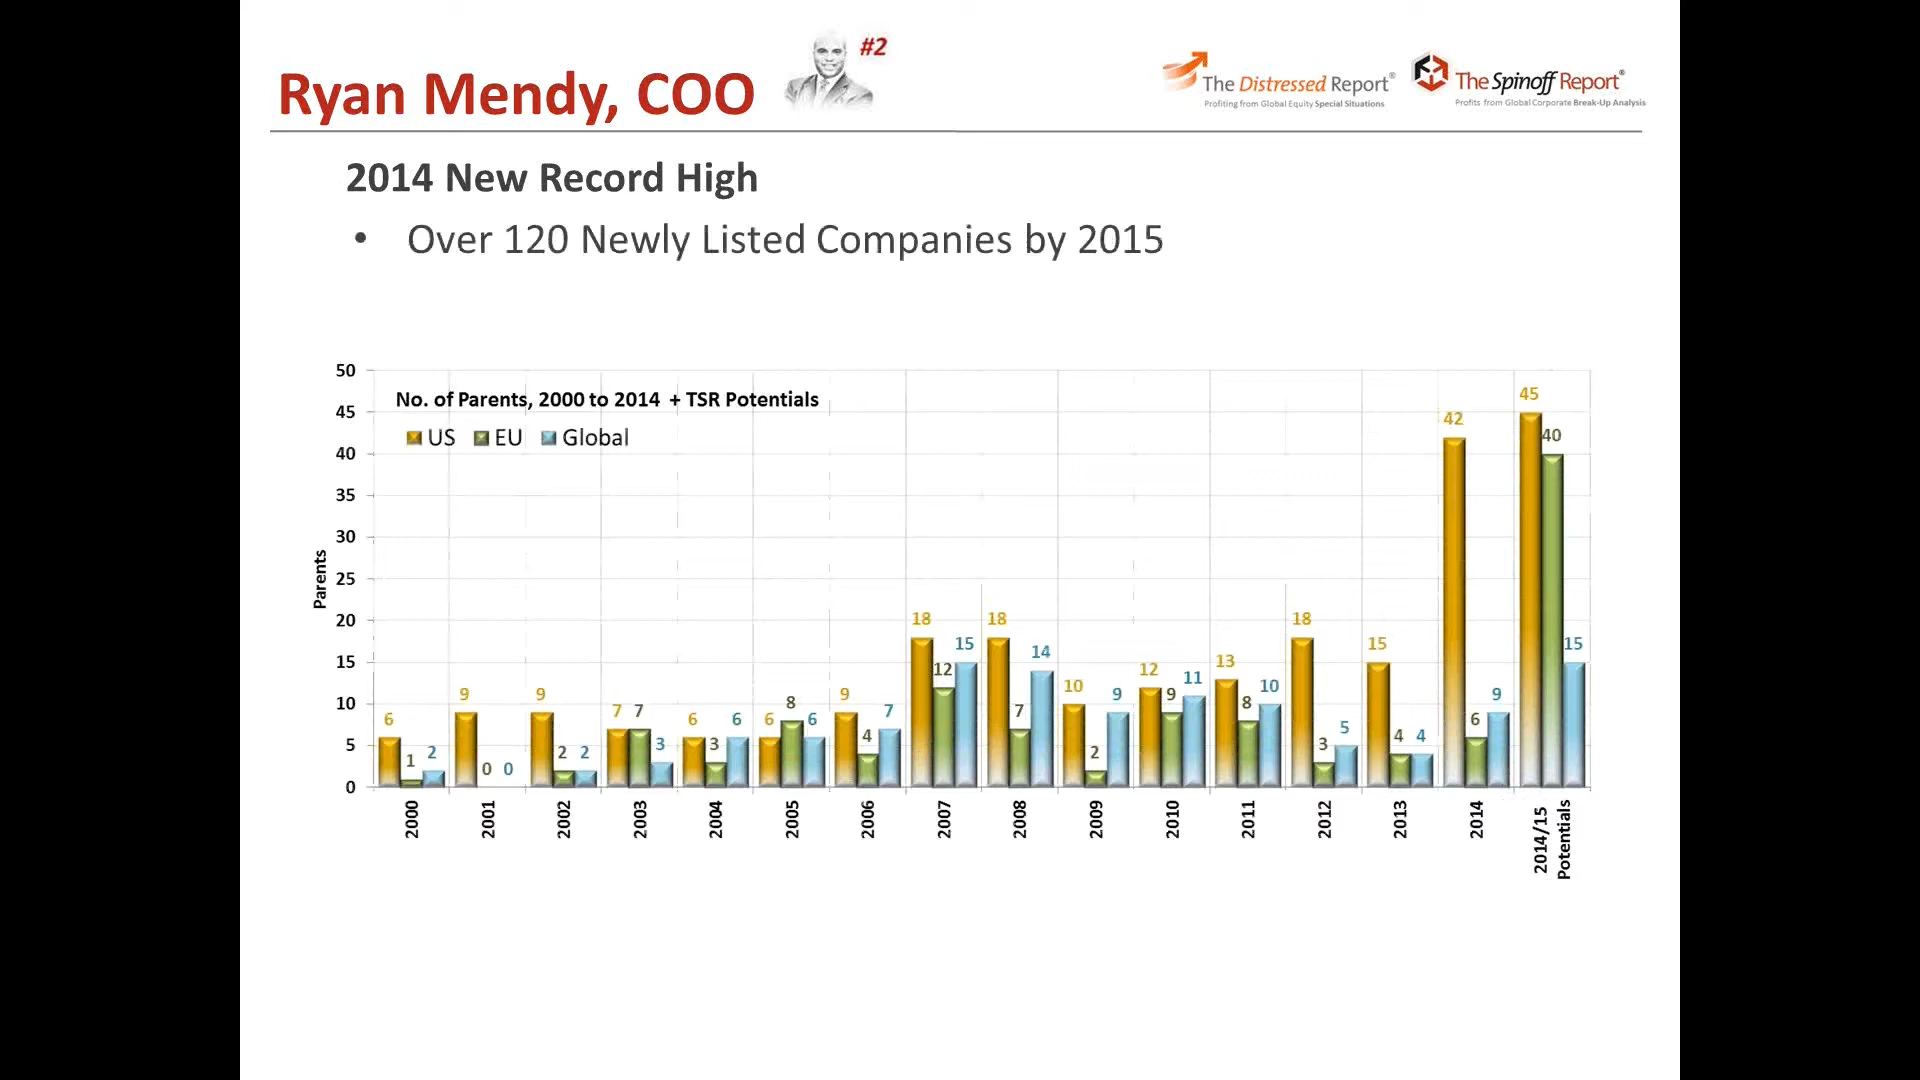 Ryan Mendy, COO
#2
The Distressed Report®
Profiting from Global Equity Special Situations
The Spinoff Report®
Profits from Global Corporate Break-Up Analysis
2014 New Record High
• Over 120 Newly Listed Companies by 2015
No. of Parents, 2000 to 2014 + TSR Potentials
US EU Global
Parents
50
45
40
35
30
25
20
15
10
5
0
6 1 2
9 0 0
9 2 2
7 7 3
6 3 6
6 8 6
9 4 7
18 12 15
18 7 14
10 2 9
12 9 11
13 8 10
18 3 5
15 4 4
42 6 9
45 40 15
2000 2001 2002 2003 2004 2005 2006 2007 2008 2009 2010 2011 2012 2013 2014 2014/15
Potentials